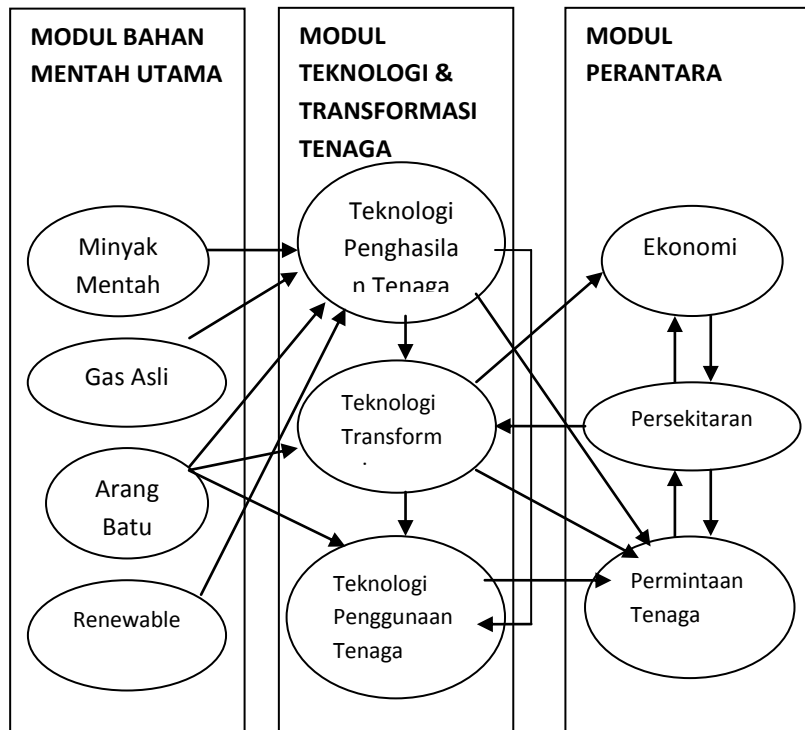 MODUL BAHAN
MENTAH UTAMA
MODUL
TEKNOLOGI &
TRANSFORMASI
TENAGA
MODUL
PERANTARA
Minyak
Mentah
Gas Asli
Arang
Batu
Renewable
Teknologi
Penghasila
n Tenaga
Teknologi
Transform
Teknologi
Penggunaan
Tenaga
Ekonomi
Persekitaran
Permintaan
Tenaga